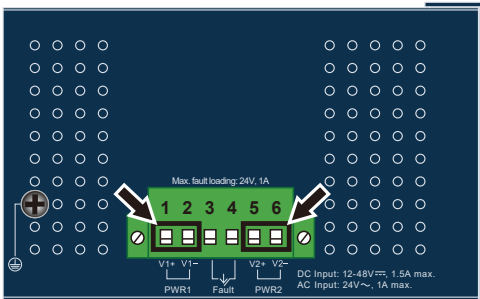 Max. fault loading: 24V, 1A
1 2 3 4 5 6
V1+ V1− V2+ V2−
PWR1 Fault PWR2
DC Input: 12-48V⎓, 1.5A max.
AC Input: 24V∼, 1A max.